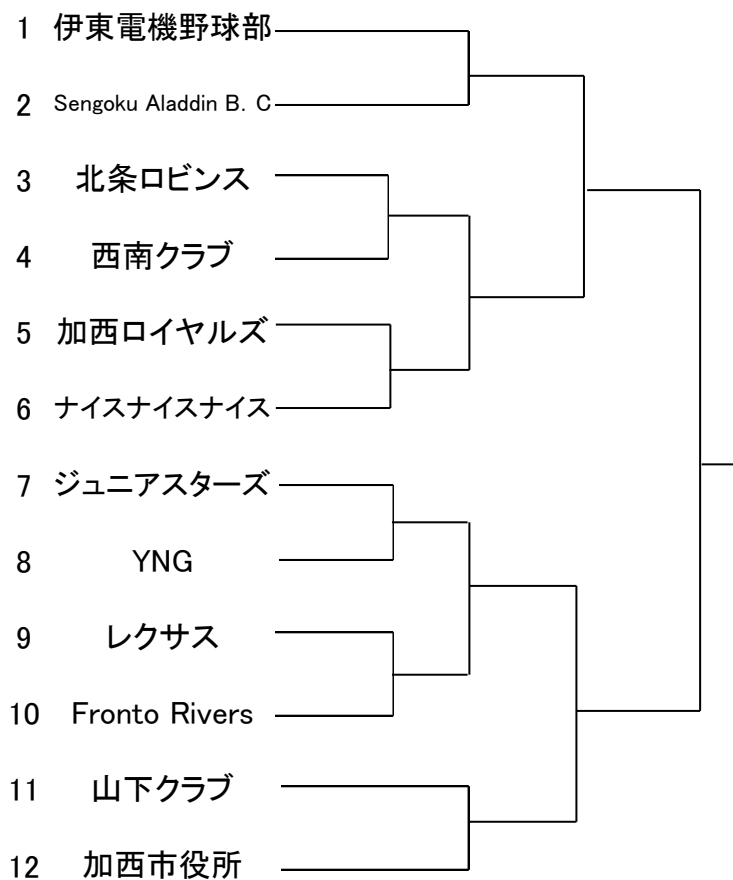 1 伊東電機野球部
2 Sengoku Aladdin B. C
3 北条ロビンス
4 西南クラブ
5 加西ロイヤルズ
6 ナイスナイスナイス
7 ジュニアスターズ
8 YNG
9 レクサス
10 Fronto Rivers
11 山下クラブ
12 加西市役所